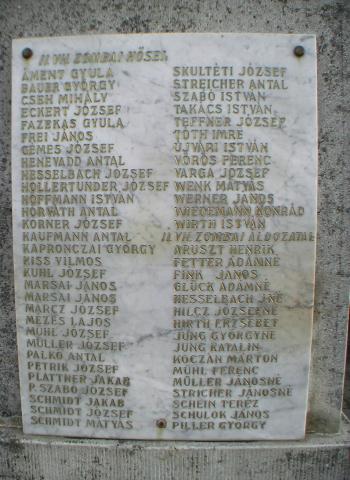 II. VH. ZOMBAI HŐSEI.
AMENT GYULA
BAUER GYÖRGY
CSEH MIHÁLY
ECKERT JÓZSEF
FAZEKAS GYULA
FREI JÁNOS
GÉMES JÓZSEF
HENEVADD ANTAL
HESSELBACH JÓZSEF
HOLLERTUNDER JÓZSEF
HOFFMANN ISTVÁN
HORVÁTH ANTAL
KÖRNER JÓZSEF
KAUFMANN ANTAL
KAPRONCZAI GYÖRGY
KISS VILMOS
KUHL JÓZSEF
MARSAI JÁNOS
MARSAI JÁNOS
MARCZ JÓZSEF
MEZES LAJOS
MÜHL JÓZSEF
MÜLLER JÓZSEF
PALKÓ ANTAL
PETRIK JÓZSEF
PLATTNER JAKAB
P. SZABÓ JÓZSEF
SCHMIDT JAKAB
SCHMIDT JÓZSEF
SCHMIDT MÁTYÁS
SKULTÉTI JÓZSEF
STREICHER ANTAL
SZABÓ ISTVÁN
TAKÁCS ISTVÁN
TEFFNER JÓZSEF
TÓTH IMRE
UJVÁRI ISTVÁN
VÖRÖS FERENC
VARGA JÓZSEF
WENK MÁTYÁS
WERNER JÁNOS
WIEDEMANN KONRÁD
WIRTH ISTVÁN
II. VH. ZOMBAI ÁLDOZATAI
ARUSZT HENRIK
FETTER ÁDÁMNÉ
FINK JÁNOS
GLÜCK ÁDÁMNÉ
HESSELBACH JNÉ
HILCZ JÓZSEFNÉ
HIRTH ERZSÉBET
JUNG GYÖRGYNÉ
JUNG KATALIN
KOCZÁN MÁRTON
MÜHL FERENC
MÜLLER JÁNOSNÉ
STRICHER JÁNOSNÉ
SCHEIN TERÉZ
SCHULOK JÁNOS
PILLER GYÖRGY